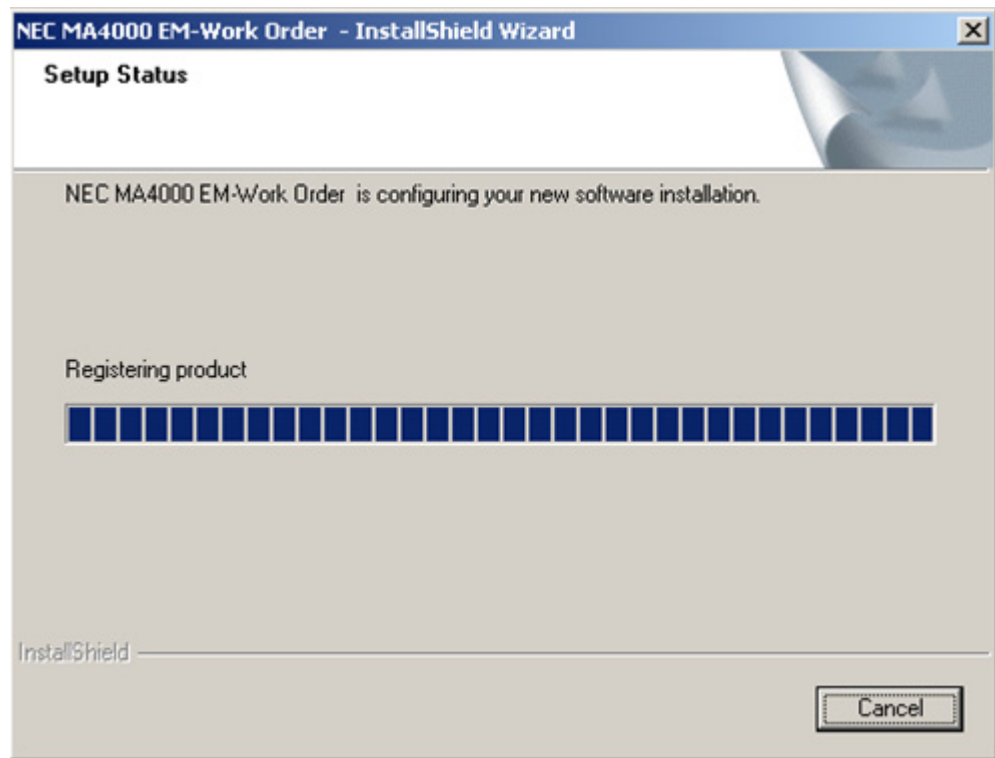 NEC MA4000 EM-Work Order - InstallShield Wizard
Setup Status
NEC MA4000 EM-Work Order is configuring your new software installation.
Registering product
InstallShield
Cancel